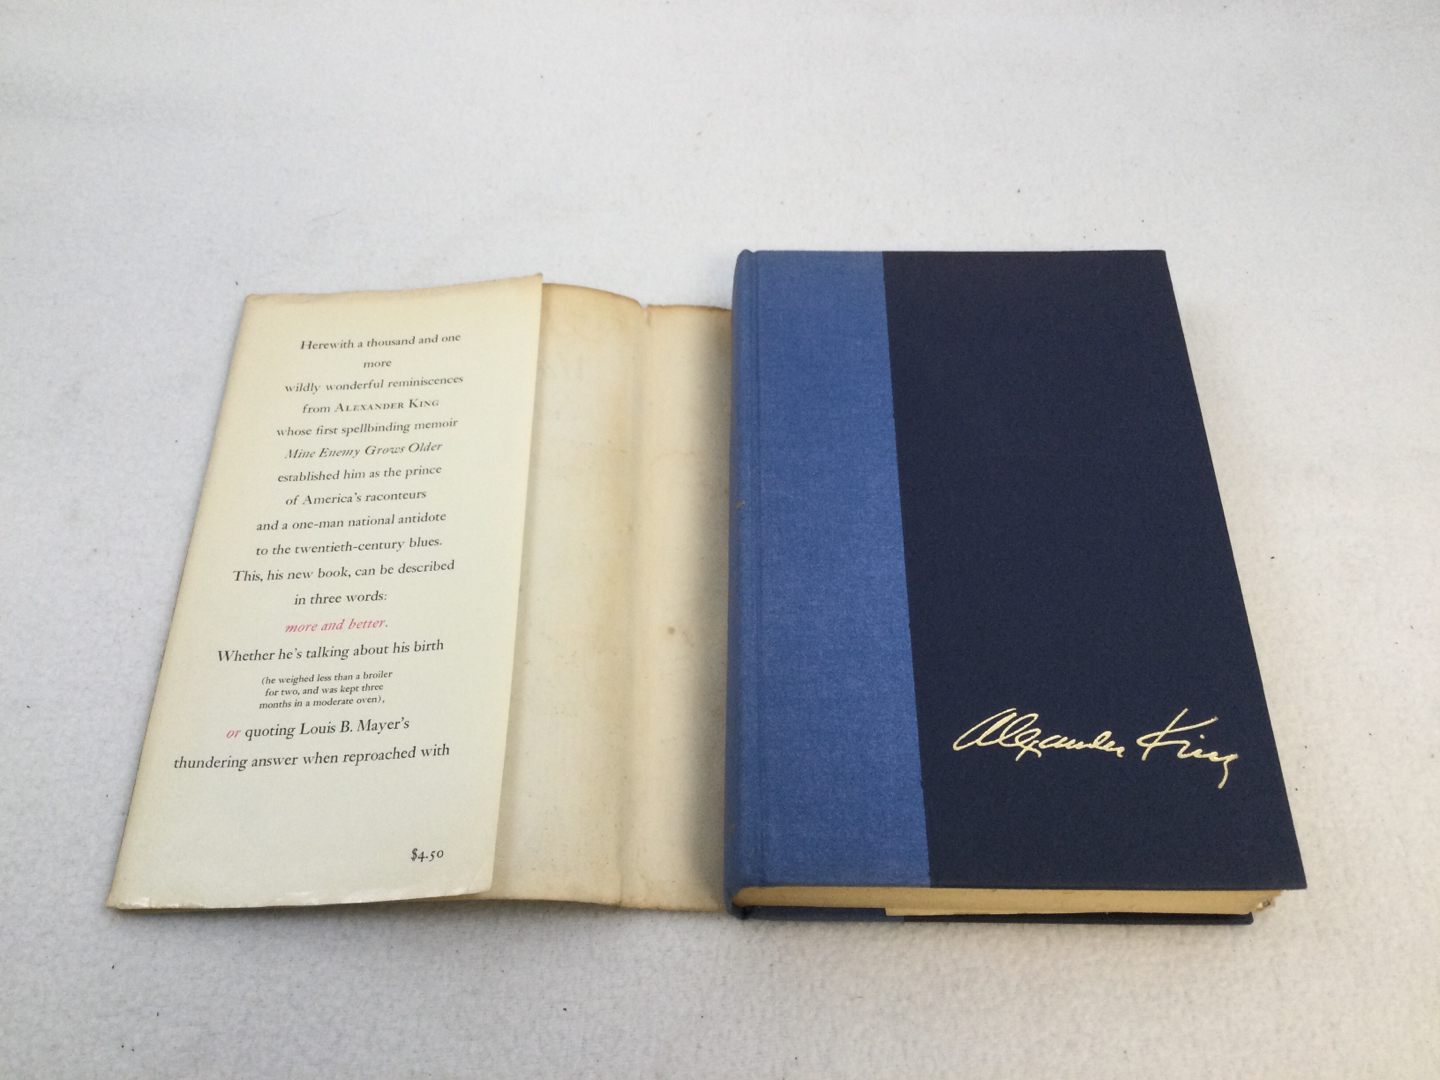 Herewith a thousand and one
more
wildly wonderful reminiscences
from ALEXANDER KING
whose first spellbinding memoir
Mine Enemy Grows Older
established him as the prince
of America's raconteurs
and a one-man national antidote
to the twentieth-century blues.
This, his new book, can be described
in three words:
more and better.
Whether he's talking about his birth
(he weighed less than a broiler
for two, and was kept three
months in a moderate oven),
or quoting Louis B. Mayer's
thundering answer when reproached with
$4.50
Alexander King